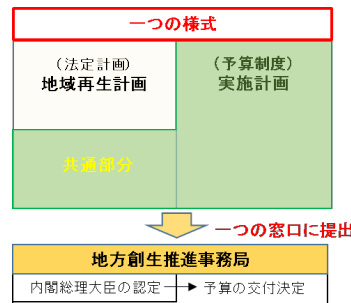 一つの様式
（法定計画）
地域再生計画
（予算制度）
実施計画
共通部分
一つの窓口に提出
地方創生推進事務局
内閣総理大臣の認定
予算の交付決定